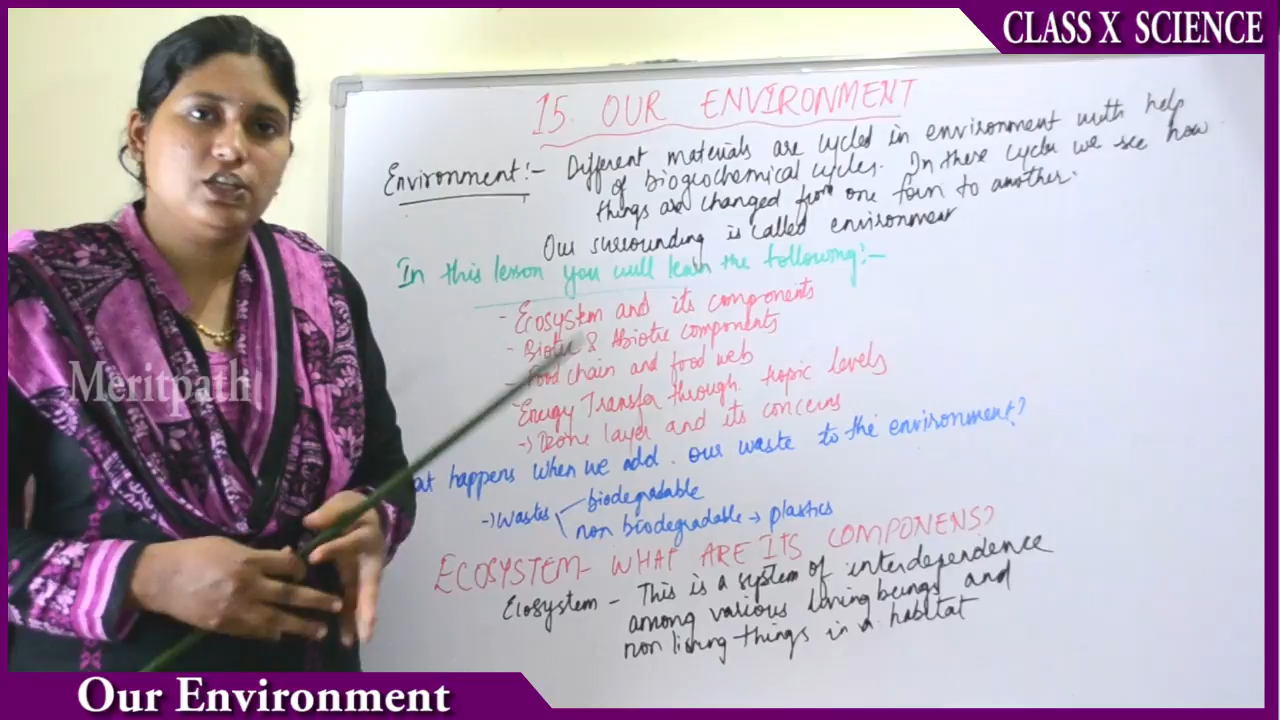 CLASS X SCIENCE
15. OUR ENVIRONMENT
Environment:- Different materials are cycled in environment with help
of biogeochemical cycles. In these cycles we see how
things are changed from one form to another.
Our surrounding is called environment
In this lesson you will learn the following:-
- Ecosystem and its components
- Biotic & Abiotic components
- Food chain and food web
- Energy Transfer through tropic levels
-> Ozone layer and its concerns
at happens when we add our waste to the environment?
-> wastes biodegradable
non biodegradable -> plastics
ECOSYSTEM- WHAT ARE ITS COMPONENS?
Ecosystem - This is a system of interdependence
among various living beings and
non living things in a habitat
Meritpath
Our Environment